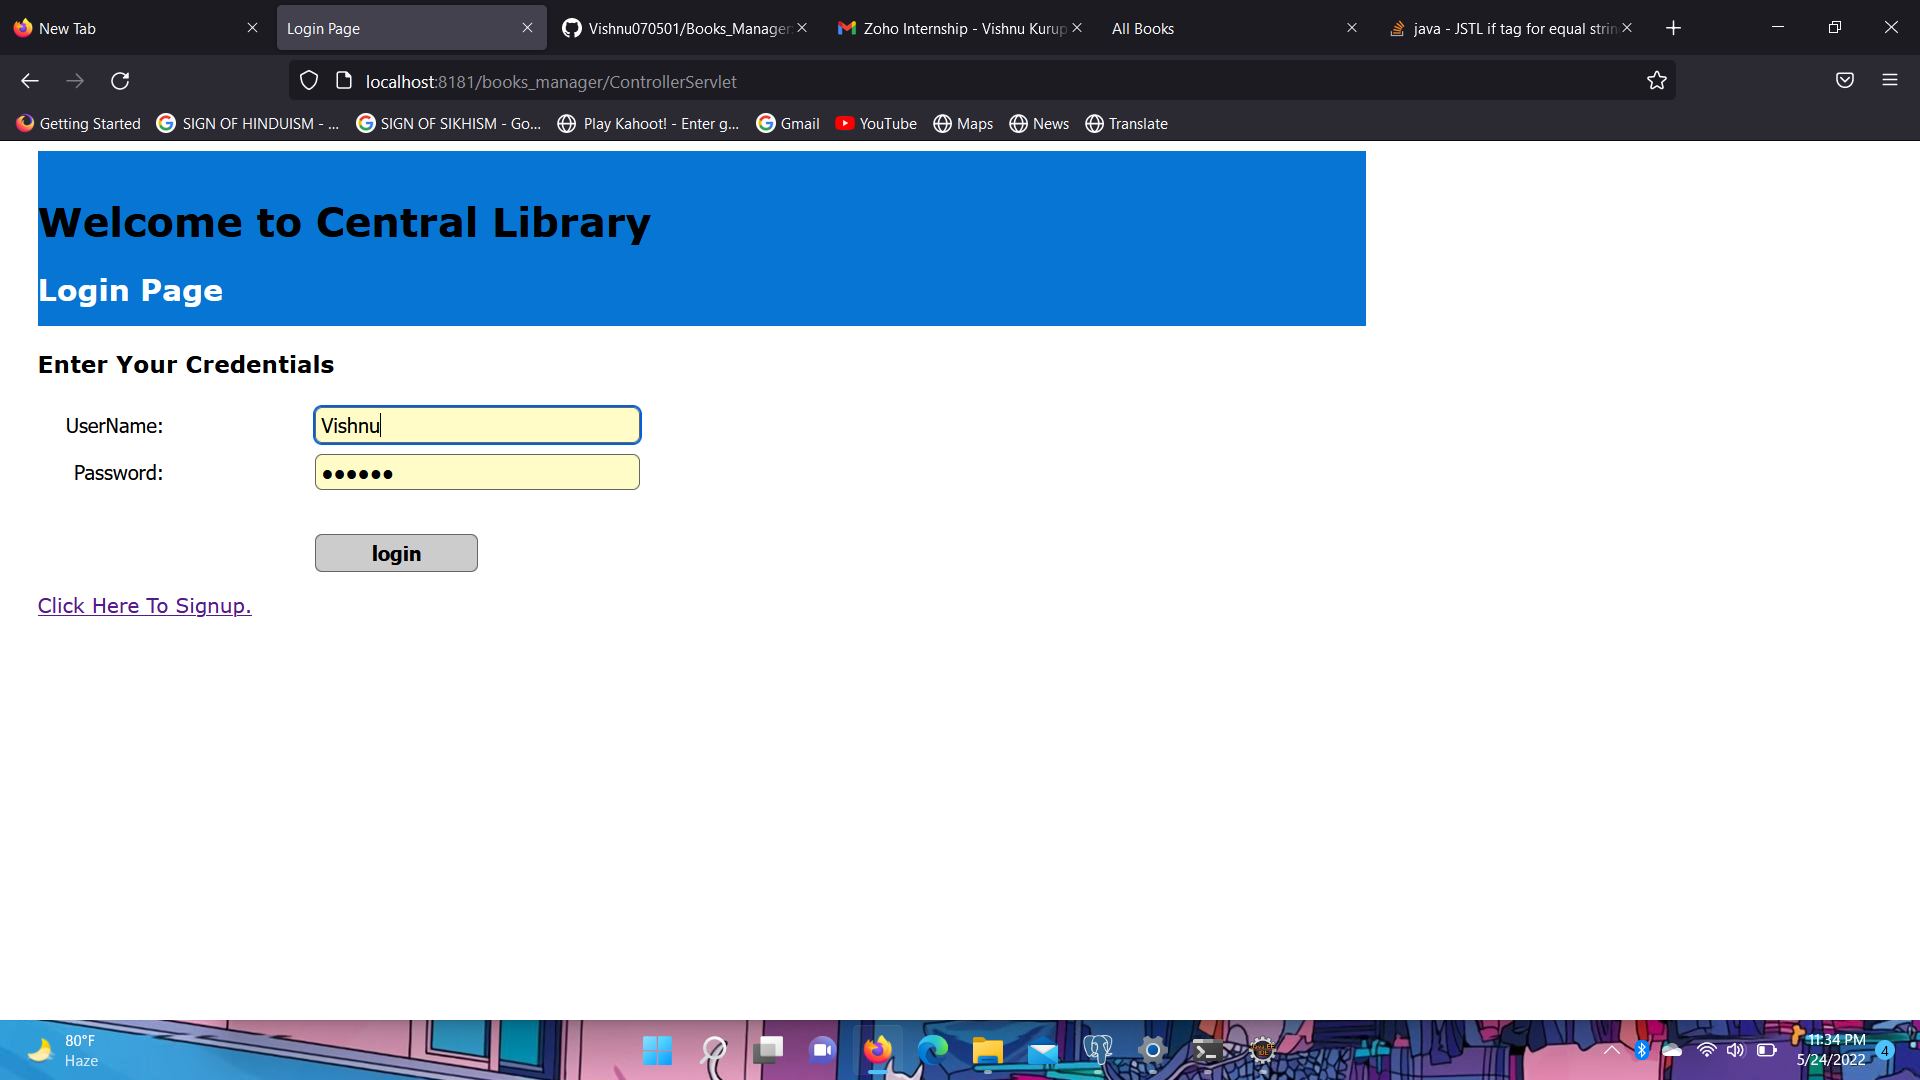 New Tab
Login Page
Vishnu070501/Books_Manager:
Zoho Internship - Vishnu Kurup
All Books
java - JSTL if tag for equal strin
localhost:8181/books_manager/ControllerServlet
Getting Started
SIGN OF HINDUISM - ...
SIGN OF SIKHISM - Go...
Play Kahoot! - Enter g...
Gmail
YouTube
Maps
News
Translate
Welcome to Central Library
Login Page
Enter Your Credentials
UserName:
Vishnu
Password:
login
Click Here To Signup.
80°F
Haze
11:34 PM
5/24/2022
4